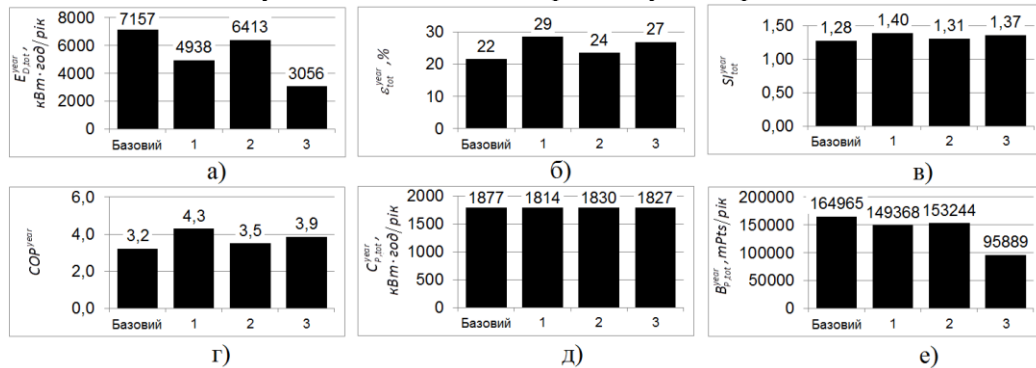 8000
6000
4000
2000
0
E_{D,tot}^{year},
кВт·год/рік
7157
4938
6413
3056
Базовий 1 2 3
а)
30
20
10
0
ε_{tot}^{year}, %
22
29
24
27
Базовий 1 2 3
б)
1,50
1,00
0,50
0,00
SI_{tot}^{year}
1,28
1,40
1,31
1,37
Базовий 1 2 3
в)
6,0
4,0
2,0
0,0
COP^{year}
3,2
4,3
3,5
3,9
Базовий 1 2 3
г)
2000
1500
1000
500
0
C_{P,tot}^{year},
кВт·год/рік
1877 1814 1830 1827
Базовий 1 2 3
д)
200000
150000
100000
50000
0
B_{P,tot}^{year}, mPts/рік
164965
149368
153244
95889
Базовий 1 2 3
е)